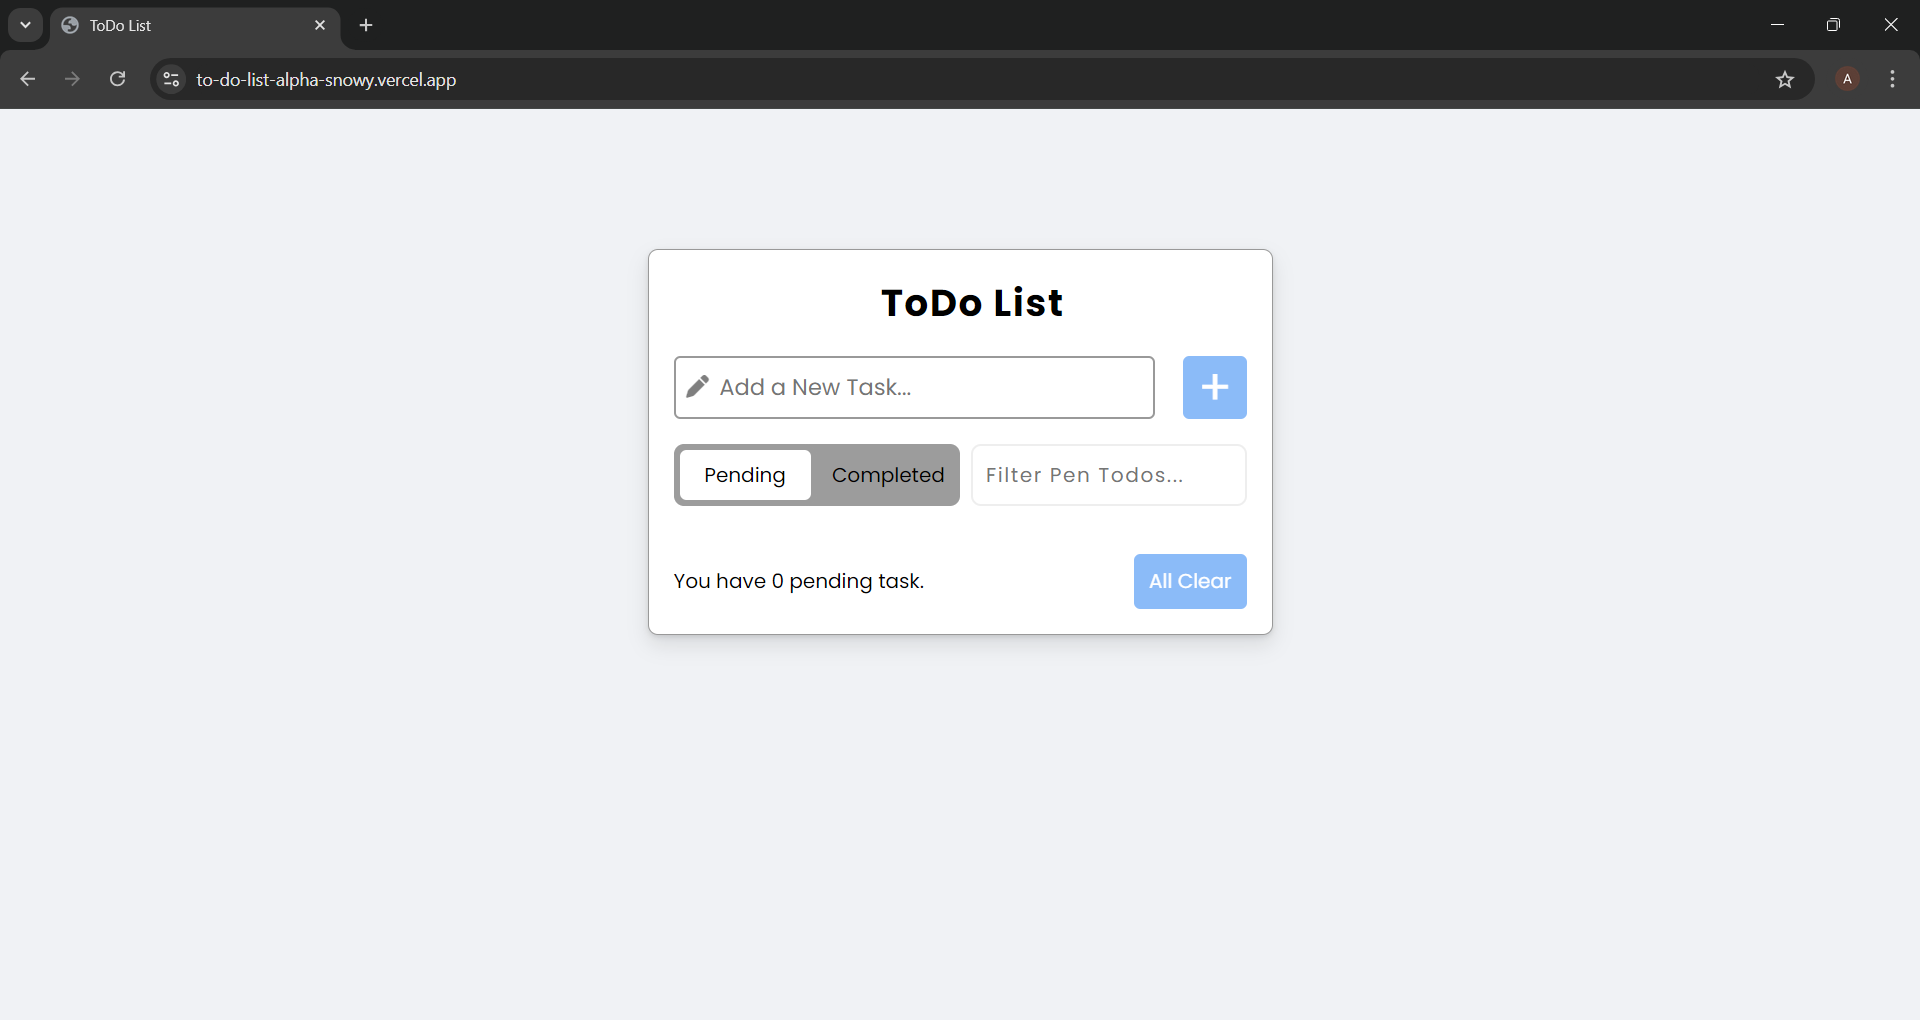 ToDo List
to-do-list-alpha-snowy.vercel.app
A
ToDo List
Add a New Task...
Pending Completed Filter Pen Todos...
You have 0 pending task. All Clear